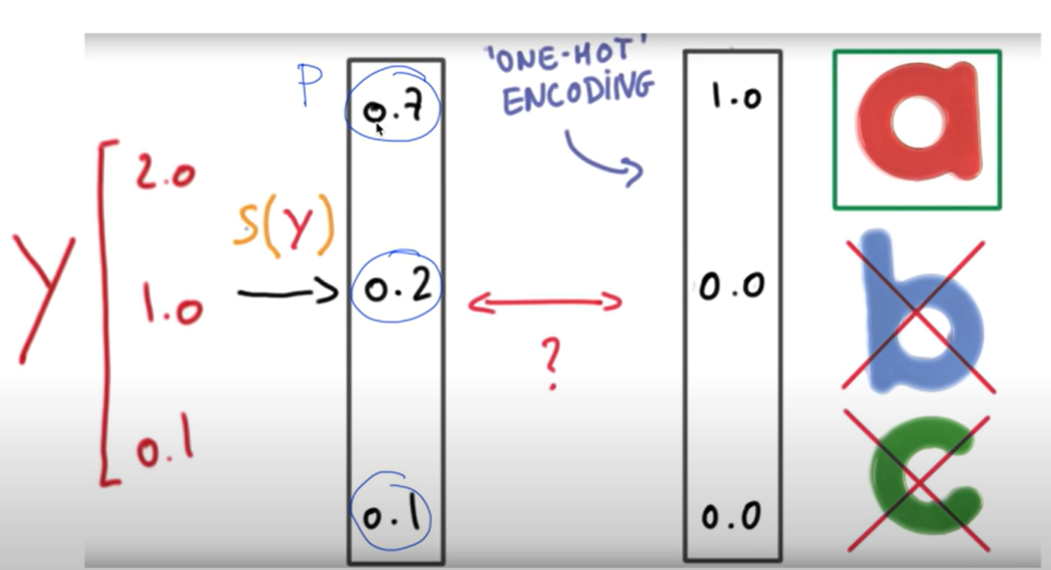 'ONE-HOT'
ENCODING
P
y
2.0
1.0
0.1
S(y)
0.7
0.2
0.1
?
1.0
0.0
0.0
a
b
c